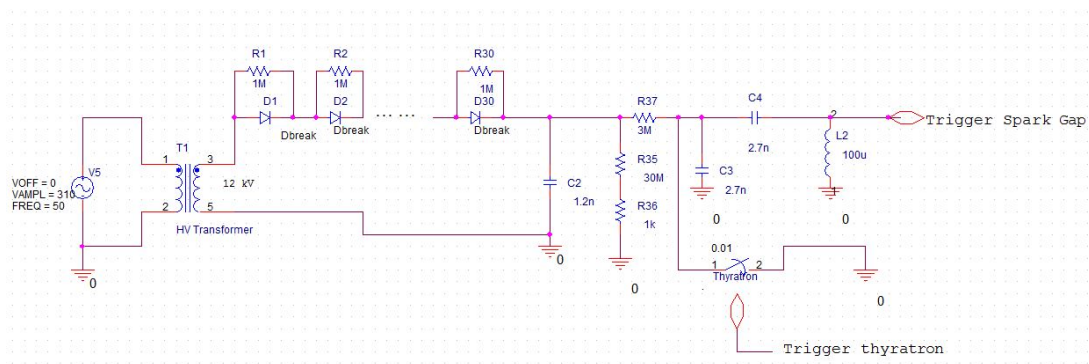 R1
1M
D1
Dbreak
R2
1M
D2
Dbreak
... ...
R30
1M
D30
Dbreak
R37
3M
C4
2.7n
2
L2
100u
1
Trigger Spark Gap
V5
VOFF = 0
VAMPL = 310
FREQ = 50
0
T1
1
3
2
5
12 kV
HV Transformer
C2
1.2n
0
R35
30M
R36
1k
0
C3
2.7n
0
0
0.01
1
2
Thyratron
0
Trigger thyratron